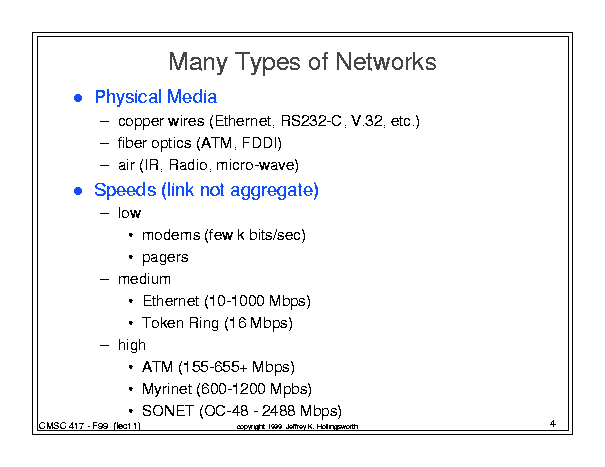 Many Types of Networks
● Physical Media
– copper wires (Ethernet, RS232-C, V.32, etc.)
– fiber optics (ATM, FDDI)
– air (IR, Radio, micro-wave)
● Speeds (link not aggregate)
– low
• modems (few k bits/sec)
• pagers
– medium
• Ethernet (10-1000 Mbps)
• Token Ring (16 Mbps)
– high
• ATM (155-655+ Mbps)
• Myrinet (600-1200 Mpbs)
• SONET (OC-48 - 2488 Mbps)
CMSC 417 - F99 (lect 1) copyright 1999 Jeffrey K. Hollingsworth 4